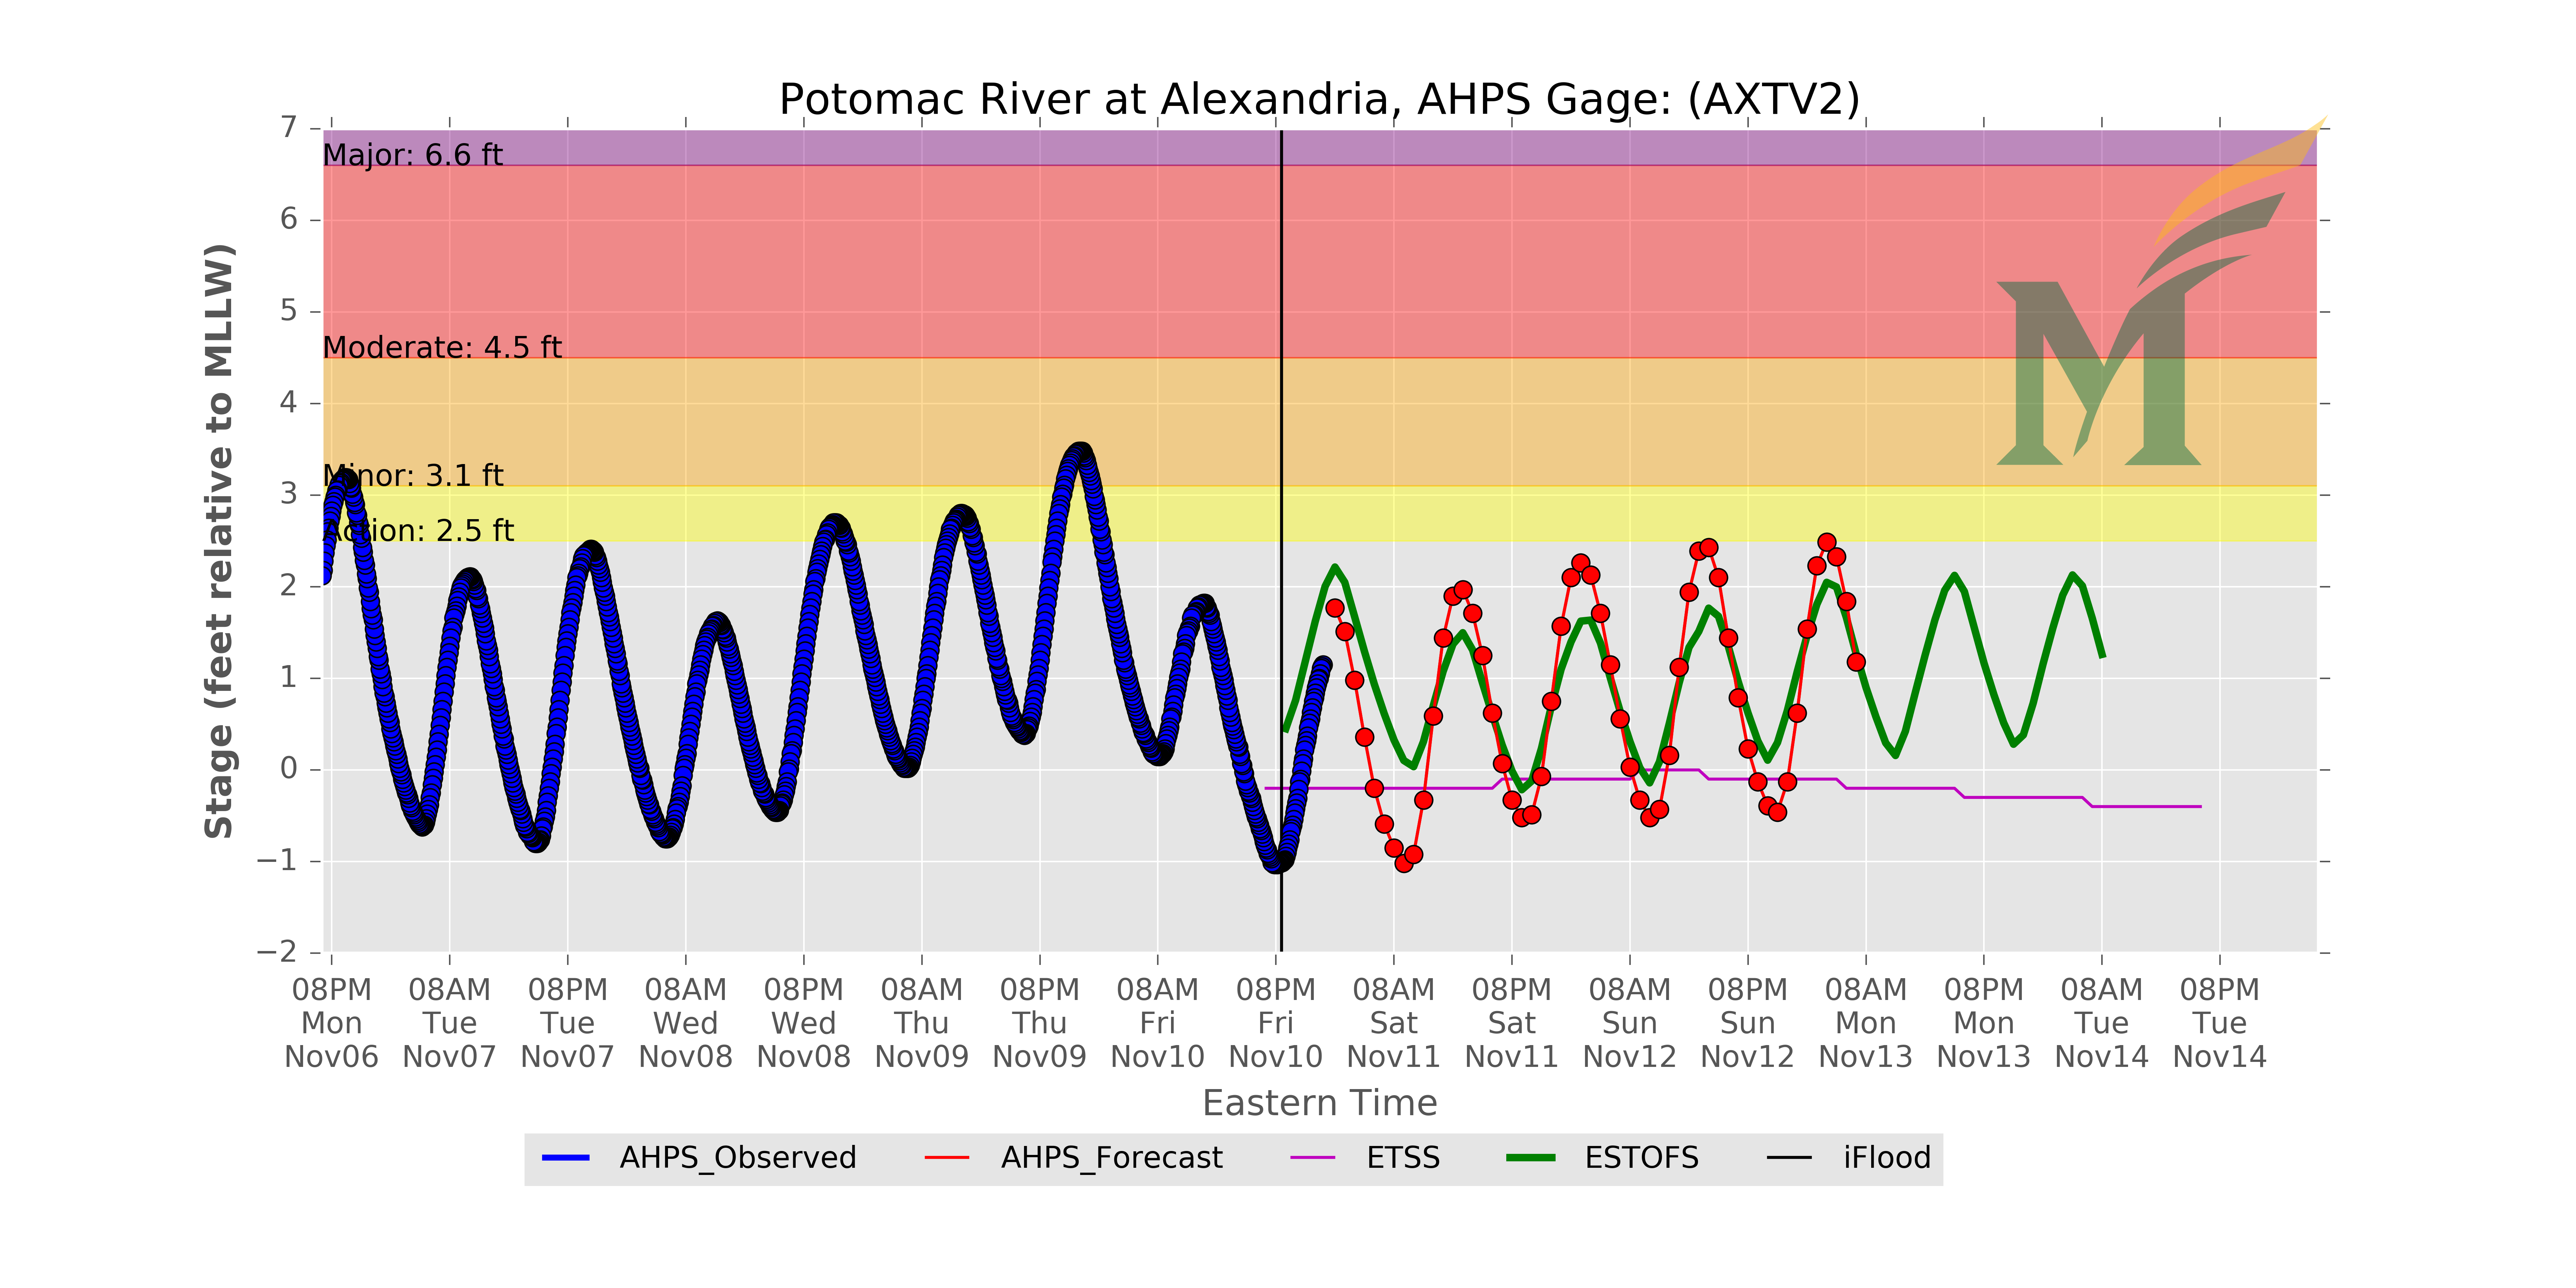 Potomac River at Alexandria, AHPS Gage: (AXTV2)
7
6
5
4
3
2
1
0
−1
−2
Stage (feet relative to MLLW)
Major: 6.6 ft
Moderate: 4.5 ft
Minor: 3.1 ft
Action: 2.5 ft
M
08PM 08AM 08PM 08AM 08PM 08AM 08PM 08AM 08PM 08AM 08PM 08AM 08PM 08AM 08PM 08AM 08PM
Mon Tue Tue Wed Wed Thu Thu Fri Fri Sat Sat Sun Sun Mon Mon Tue Tue
Nov06 Nov07 Nov07 Nov08 Nov08 Nov09 Nov09 Nov10 Nov10 Nov11 Nov11 Nov12 Nov12 Nov13 Nov13 Nov14 Nov14
Eastern Time
AHPS_Observed AHPS_Forecast ETSS ESTOFS iFlood